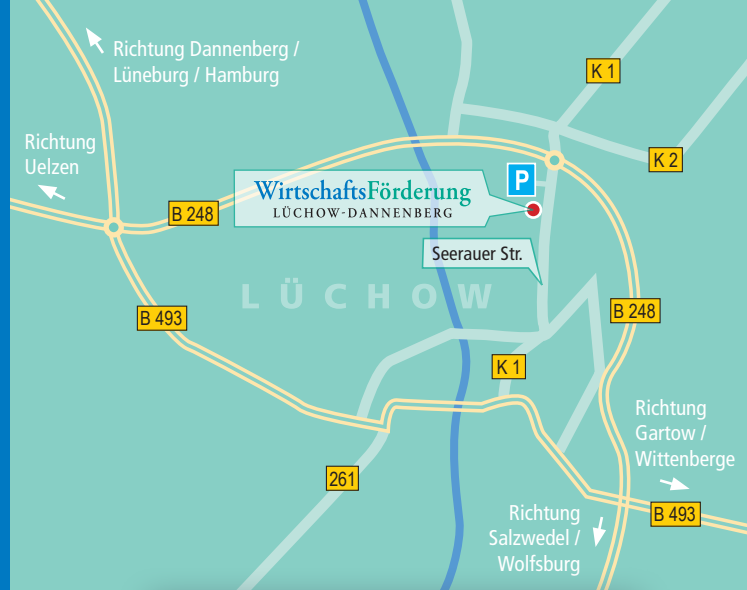 Richtung Dannenberg /
Lüneburg / Hamburg
K 1
Richtung
Uelzen
K 2
P
WirtschaftsFörderung
LÜCHOW-DANNENBERG
B 248
Seerauer Str.
LÜCHOW
B 493
B 248
K 1
Richtung
Gartow /
Wittenberge
261
B 493
Richtung
Salzwedel /
Wolfsburg